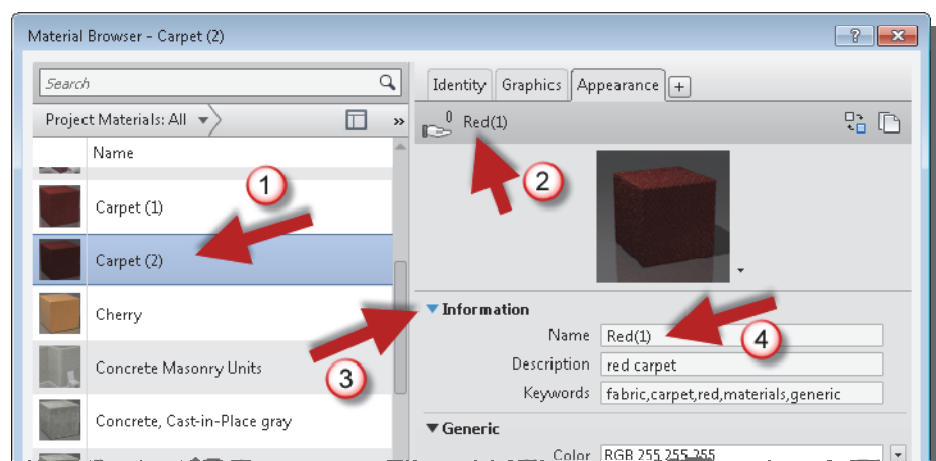 Material Browser - Carpet (2)
?
Search
Identity Graphics Appearance +
Project Materials: All
»
0 Red(1)
Name
1
2
Carpet (1)
Carpet (2)
Information
Cherry
Name Red(1)
4
Description red carpet
Concrete Masonry Units
3
Keywords fabric,carpet,red,materials,generic
Concrete, Cast-in-Place gray
Generic
Color RGB 255 255 255